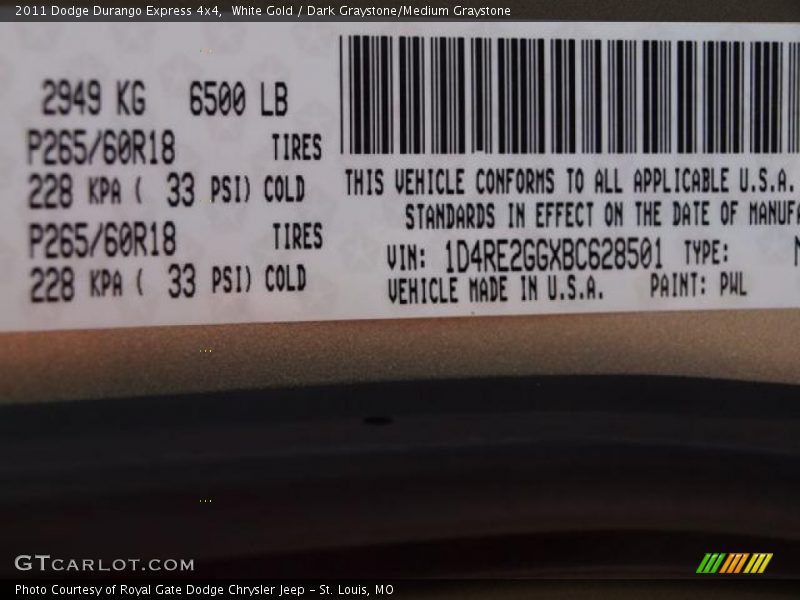 2011 Dodge Durango Express 4x4,  White Gold / Dark Graystone/Medium Graystone
2949 KG 6500 LB
P265/60R18 TIRES
228 KPA ( 33 PSI) COLD
P265/60R18 TIRES
228 KPA ( 33 PSI) COLD
THIS VEHICLE CONFORMS TO ALL APPLICABLE U.S.A.
STANDARDS IN EFFECT ON THE DATE OF MANUFA
VIN: 1D4RE2GGXBC628501 TYPE: M
VEHICLE MADE IN U.S.A. PAINT: PWL
GTCARLOT.COM
Photo Courtesy of Royal Gate Dodge Chrysler Jeep – St. Louis, MO